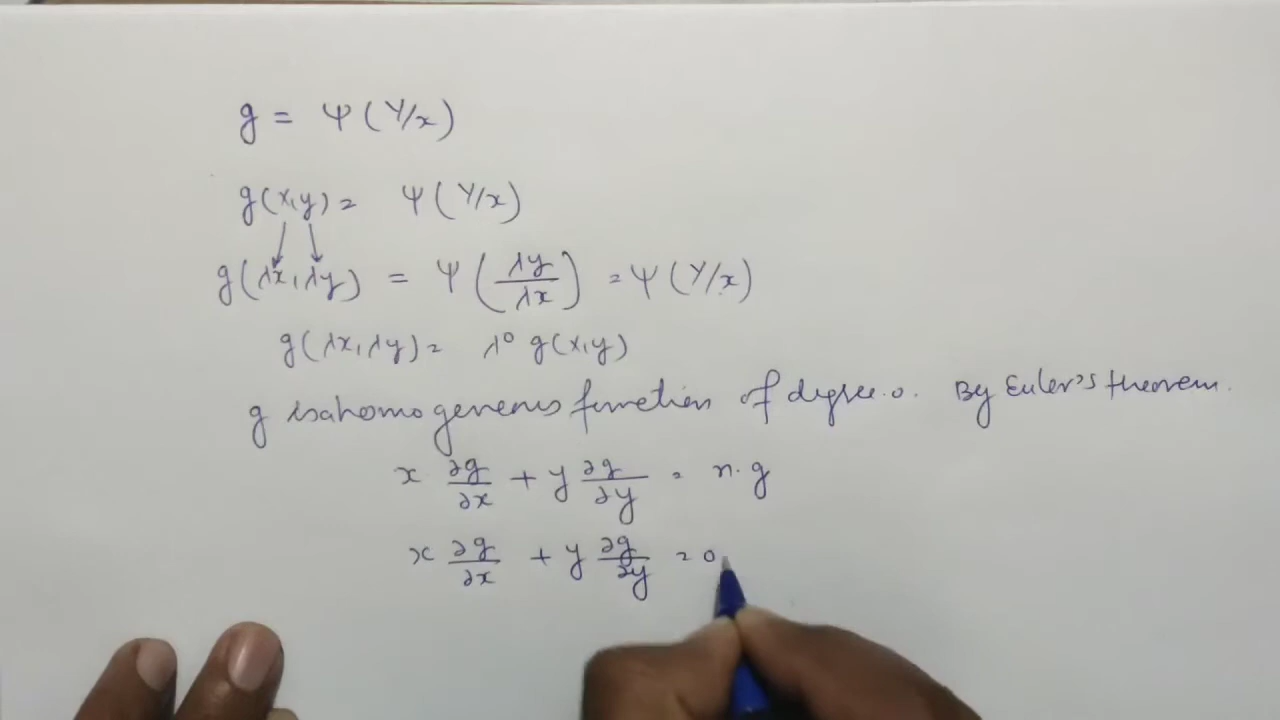 g = Ψ(Y/x)
g(x,y) = Ψ(Y/x)
g(λx,λy) = Ψ(λy/λx) = Ψ(Y/x)
g(λx,λy) = λ⁰ g(x,y)
g is a homogeneous function of degree 0. By Euler's theorem.
x ∂g/∂x + y ∂g/∂y = n.g
x ∂g/∂x + y ∂g/∂y = 0